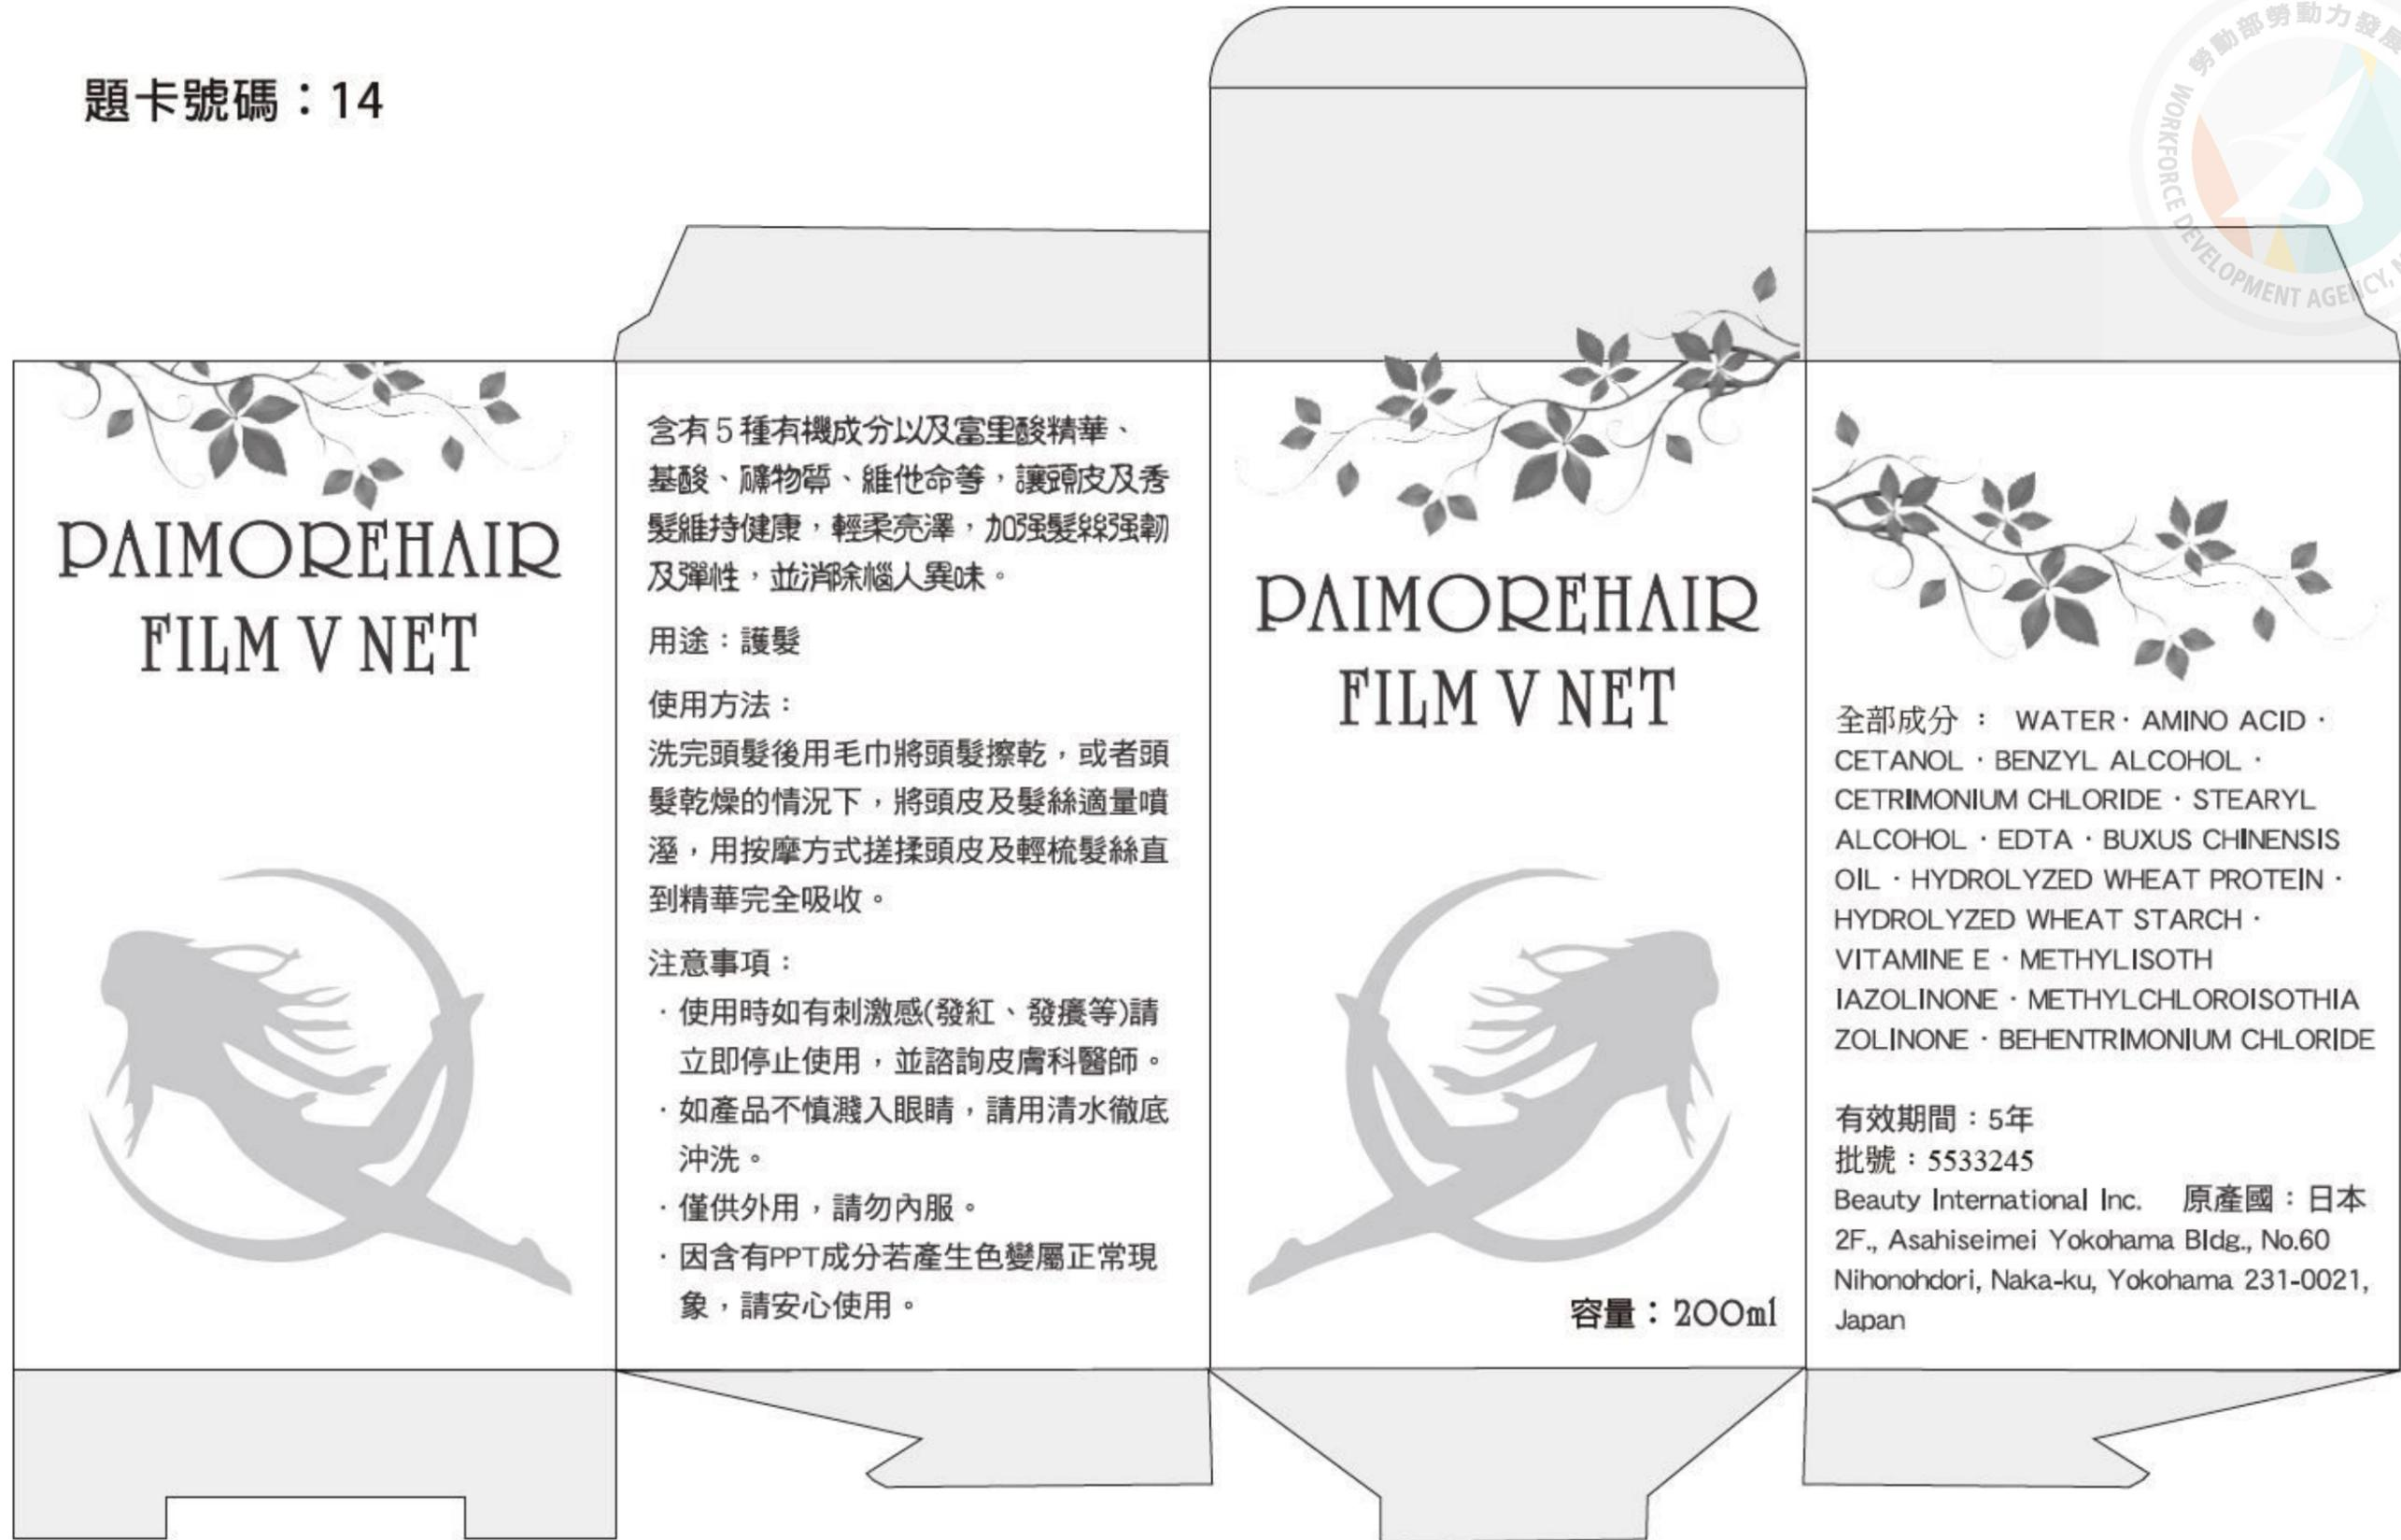 題卡號碼：14
勞動部勞動力發展
WORKFORCE DEVELOPMENT AGENCY,
PAIMOREHAIR
FILM V NET
含有5種有機成分以及富里酸精華、
基酸、礦物質、維他命等，讓頭皮及秀
髮維持健康，輕柔亮澤，加强髮絲强韌
及彈性，並消除惱人異味。
用途：護髮
使用方法：
洗完頭髮後用毛巾將頭髮擦乾，或者頭
髮乾燥的情況下，將頭皮及髮絲適量噴
溼，用按摩方式搓揉頭皮及輕梳髮絲直
到精華完全吸收。
注意事項：
·使用時如有刺激感(發紅、發癢等)請
立即停止使用，並諮詢皮膚科醫師。
·如產品不慎濺入眼睛，請用清水徹底
沖洗。
·僅供外用，請勿內服。
·因含有PPT成分若產生色變屬正常現
象，請安心使用。
PAIMOREHAIR
FILM V NET
容量：200ml
全部成分 ： WATER · AMINO ACID ·
CETANOL · BENZYL ALCOHOL ·
CETRIMONIUM CHLORIDE · STEARYL
ALCOHOL · EDTA · BUXUS CHINENSIS
OIL · HYDROLYZED WHEAT PROTEIN ·
HYDROLYZED WHEAT STARCH ·
VITAMINE E · METHYLISOTH
IAZOLINONE · METHYLCHLOROISOTHIA
ZOLINONE · BEHENTRIMONIUM CHLORIDE
有效期間：5年
批號：5533245
Beauty International Inc. 原產國：日本
2F., Asahiseimei Yokohama Bldg., No.60
Nihonohdori, Naka-ku, Yokohama 231-0021,
Japan